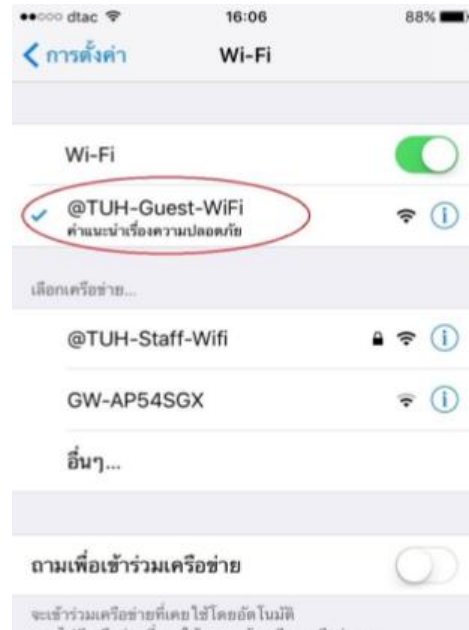 dtac 16:06 88%
การตั้งค่า Wi-Fi
Wi-Fi
@TUH-Guest-WiFi
คำแนะนำเรื่องความปลอดภัย
เลือกเครือข่าย...
@TUH-Staff-Wifi
GW-AP54SGX
อื่นๆ...
ถามเพื่อเข้าร่วมเครือข่าย
จะเข้าร่วมเครือข่ายที่เคยใช้โดยอัตโนมัติ